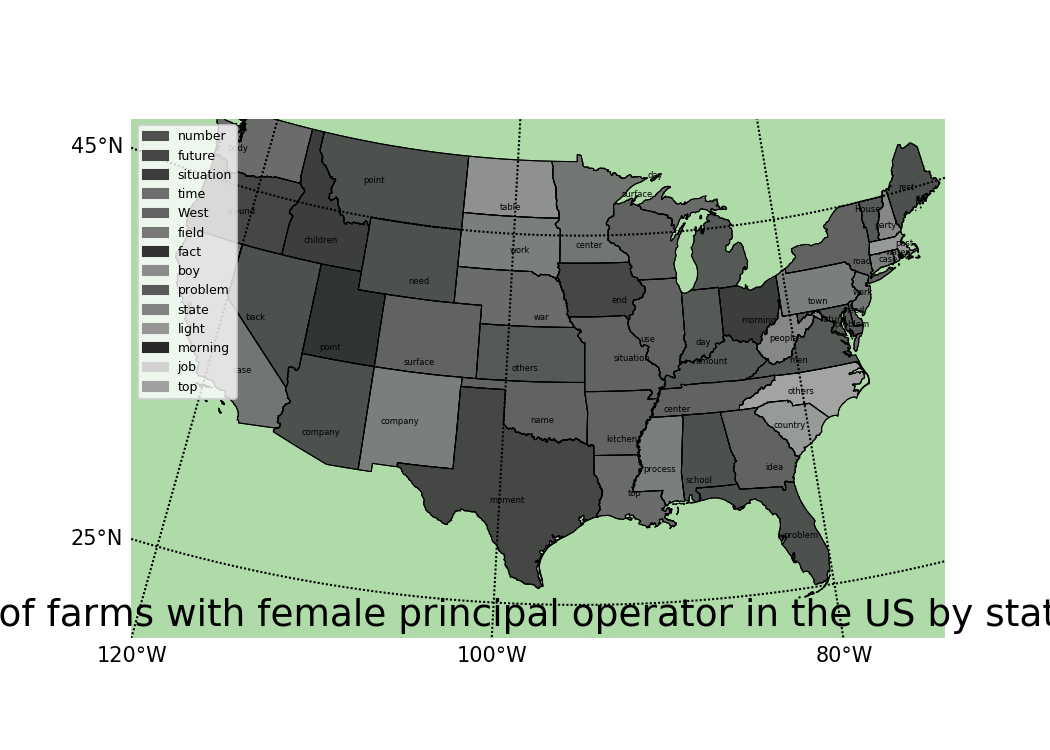 number
future
situation
time
West
field
fact
boy
problem
state
light
morning
job
top
45°N
25°N
120°W
100°W
80°W
body
ground
back
case
point
children
need
point
surface
company
company
table
work
war
others
name
moment
day
surface
center
end
use
situation
kitchen
top
process
school
center
amount
day
morning
idea
problem
country
others
men
people
town
road
House
party
rest
case
work
problem
of farms with female principal operator in the US by stat